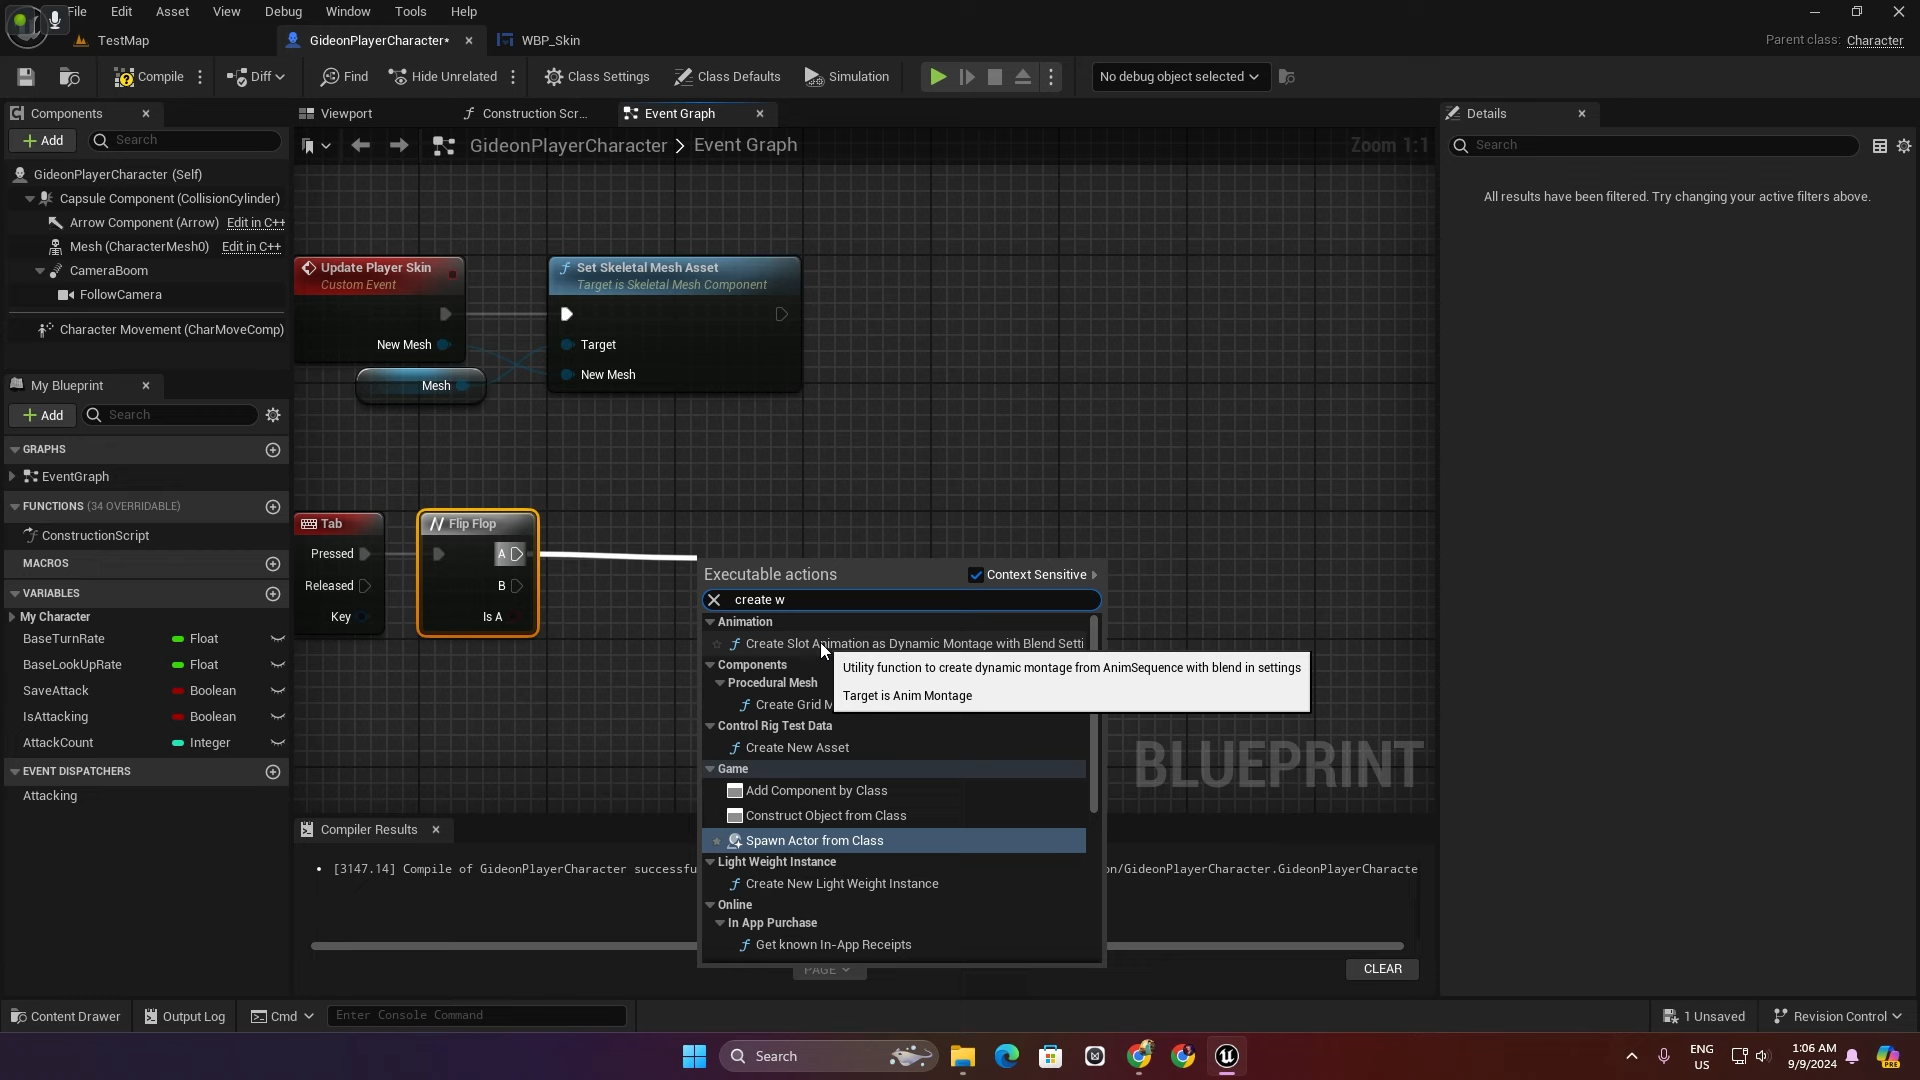 File Edit Asset View Debug Window Tools Help
TestMap GideonPlayerCharacter* WBP_Skin Parent class: Character
Compile Diff Find Hide Unrelated Class Settings Class Defaults Simulation No debug object selected
Components
Add Search
GideonPlayerCharacter (Self)
Capsule Component (CollisionCylinder)
Arrow Component (Arrow) Edit in C++
Mesh (CharacterMesh0) Edit in C++
CameraBoom
FollowCamera
Character Movement (CharMoveComp)
My Blueprint
Add Search
GRAPHS
EventGraph
FUNCTIONS (34 OVERRIDABLE)
ConstructionScript
MACROS
VARIABLES
My Character
BaseTurnRate Float
BaseLookUpRate Float
SaveAttack Boolean
IsAttacking Boolean
AttackCount Integer
EVENT DISPATCHERS
Attacking
Viewport Construction Scr... Event Graph
GideonPlayerCharacter > Event Graph Zoom 1:1
Update Player Skin
Custom Event
New Mesh
Mesh
Set Skeletal Mesh Asset
Target is Skeletal Mesh Component
Target
New Mesh
Tab
Pressed
Released
Key
Flip Flop
A
B
Is A
Executable actions Context Sensitive
create w
Animation
Create Slot Animation as Dynamic Montage with Blend Setti
Components
Procedural Mesh
Create Grid M
Control Rig Test Data
Create New Asset
Game
Add Component by Class
Construct Object from Class
Spawn Actor from Class
Light Weight Instance
Create New Light Weight Instance
Online
In App Purchase
Get known In-App Receipts
Utility function to create dynamic montage from AnimSequence with blend in settings
Target is Anim Montage
BLUEPRINT
Compiler Results
[3147.14] Compile of GideonPlayerCharacter successfu on/GideonPlayerCharacter.GideonPlayerCharacte
PAGE CLEAR
Details
Search
All results have been filtered. Try changing your active filters above.
Content Drawer Output Log Cmd Enter Console Command 1 Unsaved Revision Control
Search ENG
US 1:06 AM
9/9/2024 PRE